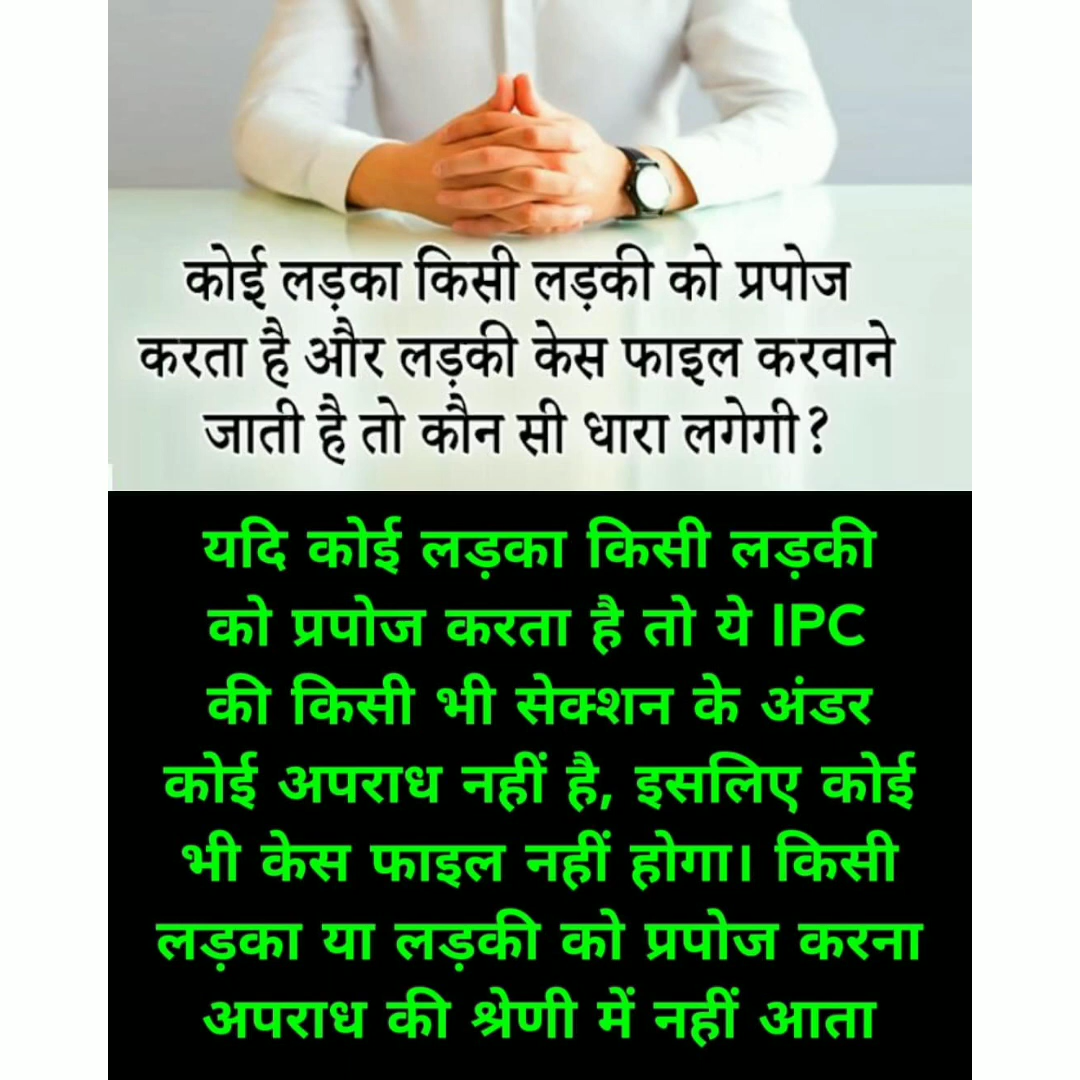 कोई लड़का किसी लड़की को प्रपोज
करता है और लड़की केस फाइल करवाने
जाती है तो कौन सी धारा लगेगी?
यदि कोई लड़का किसी लड़की
को प्रपोज करता है तो ये IPC
की किसी भी सेक्शन के अंडर
कोई अपराध नहीं है, इसलिए कोई
भी केस फाइल नहीं होगा। किसी
लड़का या लड़की को प्रपोज करना
अपराध की श्रेणी में नहीं आता